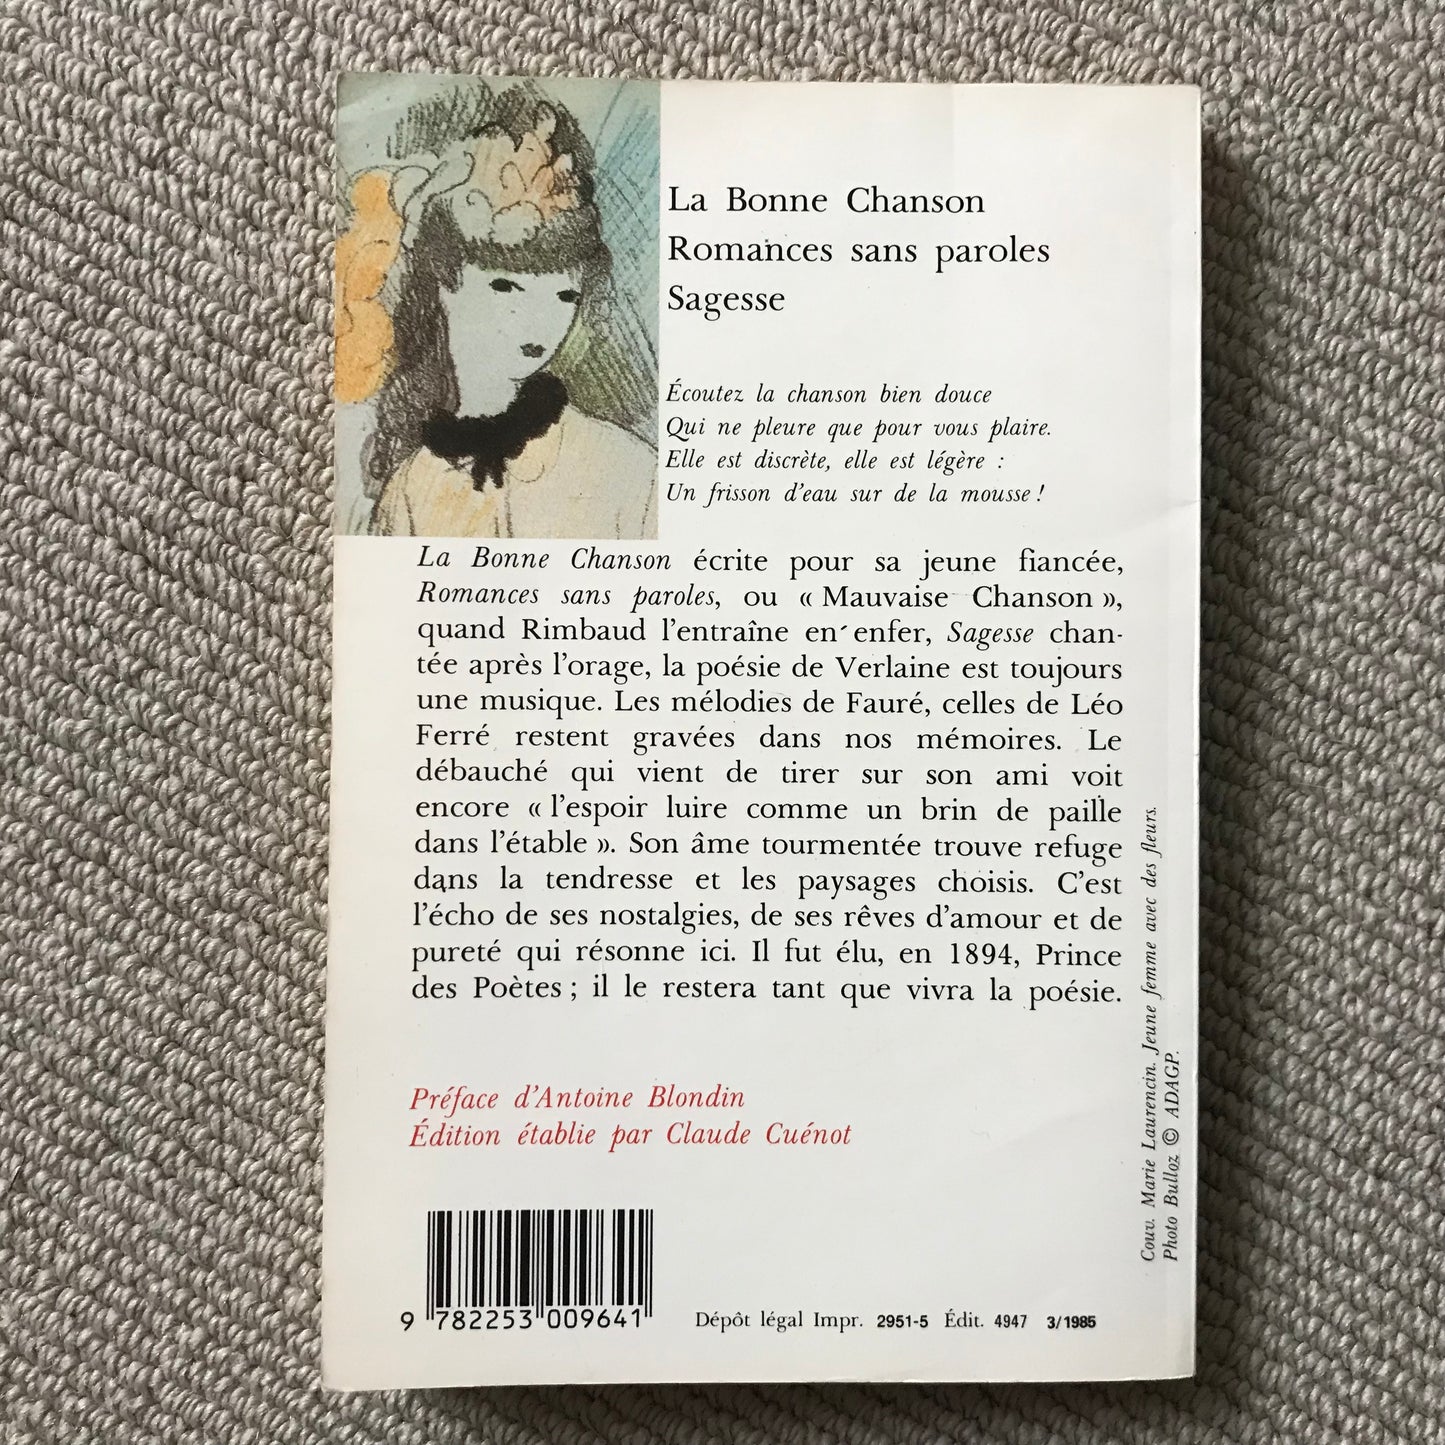 La Bonne Chanson
Romances sans paroles
Sagesse
Écoutez la chanson bien douce
Qui ne pleure que pour vous plaire.
Elle est discrète, elle est légère :
Un frisson d'eau sur de la mousse !
La Bonne Chanson écrite pour sa jeune fiancée,
Romances sans paroles, ou « Mauvaise Chanson »,
quand Rimbaud l'entraîne en enfer, Sagesse chan-
tée après l'orage, la poésie de Verlaine est toujours
une musique. Les mélodies de Fauré, celles de Léo
Ferré restent gravées dans nos mémoires. Le
débauché qui vient de tirer sur son ami voit
encore « l'espoir luire comme un brin de paille
dans l'étable ». Son âme tourmentée trouve refuge
dans la tendresse et les paysages choisis. C'est
l'écho de ses nostalgies, de ses rêves d'amour et de
pureté qui résonne ici. Il fut élu, en 1894, Prince
des Poètes ; il le restera tant que vivra la poésie.
Préface d'Antoine Blondin
Édition établie par Claude Cuénot
9 782253 009641
Dépôt légal Impr. 2951-5 Édit. 4947 3/1985
Couv. Marie Laurencin. Jeune femme avec des fleurs.
Photo Bulloz © ADAGP.